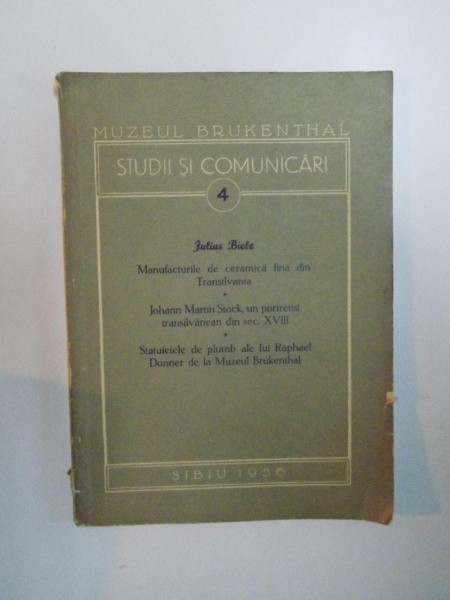 MUZEUL BRUKENTHAL
STUDII ȘI COMUNICĂRI
4
Julius Bielz
Manufacturile de ceramică fină din
Transilvania
Johann Martin Stock, un portretist
transilvănean din sec. XVIII
Statuietele de plumb ale lui Raphael
Donner de la Muzeul Brukenthal
SIBIU 1956